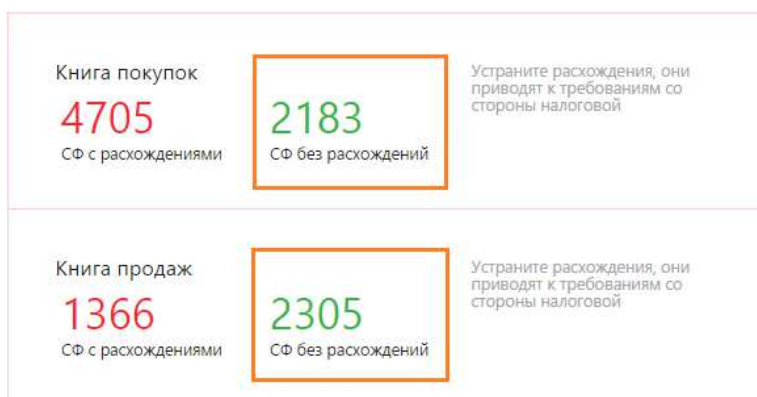 Книга покупок
4705
СФ с расхождениями
2183
СФ без расхождений
Устраните расхождения, они
приводят к требованиям со
стороны налоговой
Книга продаж
1366
СФ с расхождениями
2305
СФ без расхождений
Устраните расхождения, они
приводят к требованиям со
стороны налоговой